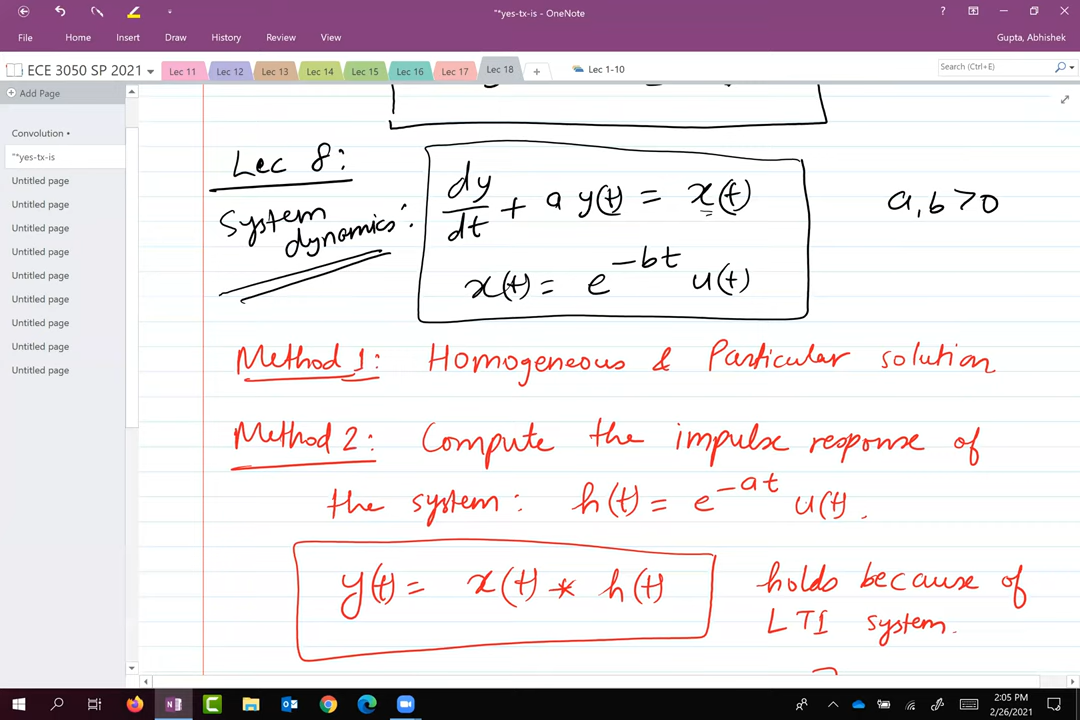 **yes-tx-is - OneNote
File Home Insert Draw History Review View Gupta, Abhishek
ECE 3050 SP 2021 Lec 11 Lec 12 Lec 13 Lec 14 Lec 15 Lec 16 Lec 17 Lec 18 Lec 1-10 Search (Ctrl+E)
Add Page
Convolution
**yes-tx-is
Untitled page
Untitled page
Untitled page
Untitled page
Untitled page
Untitled page
Untitled page
Untitled page
Untitled page
Lec 8:
System dynamics:
dy/dt + a y(t) = x(t)
a, b > 0
x(t) = e^{-bt} u(t)
Method 1: Homogeneous & Particular solution
Method 2: Compute the impulse response of
the system: h(t) = e^{-at} u(t).
y(t) = x(t) * h(t)
holds because of
LTI system.
2:05 PM
2/26/2021